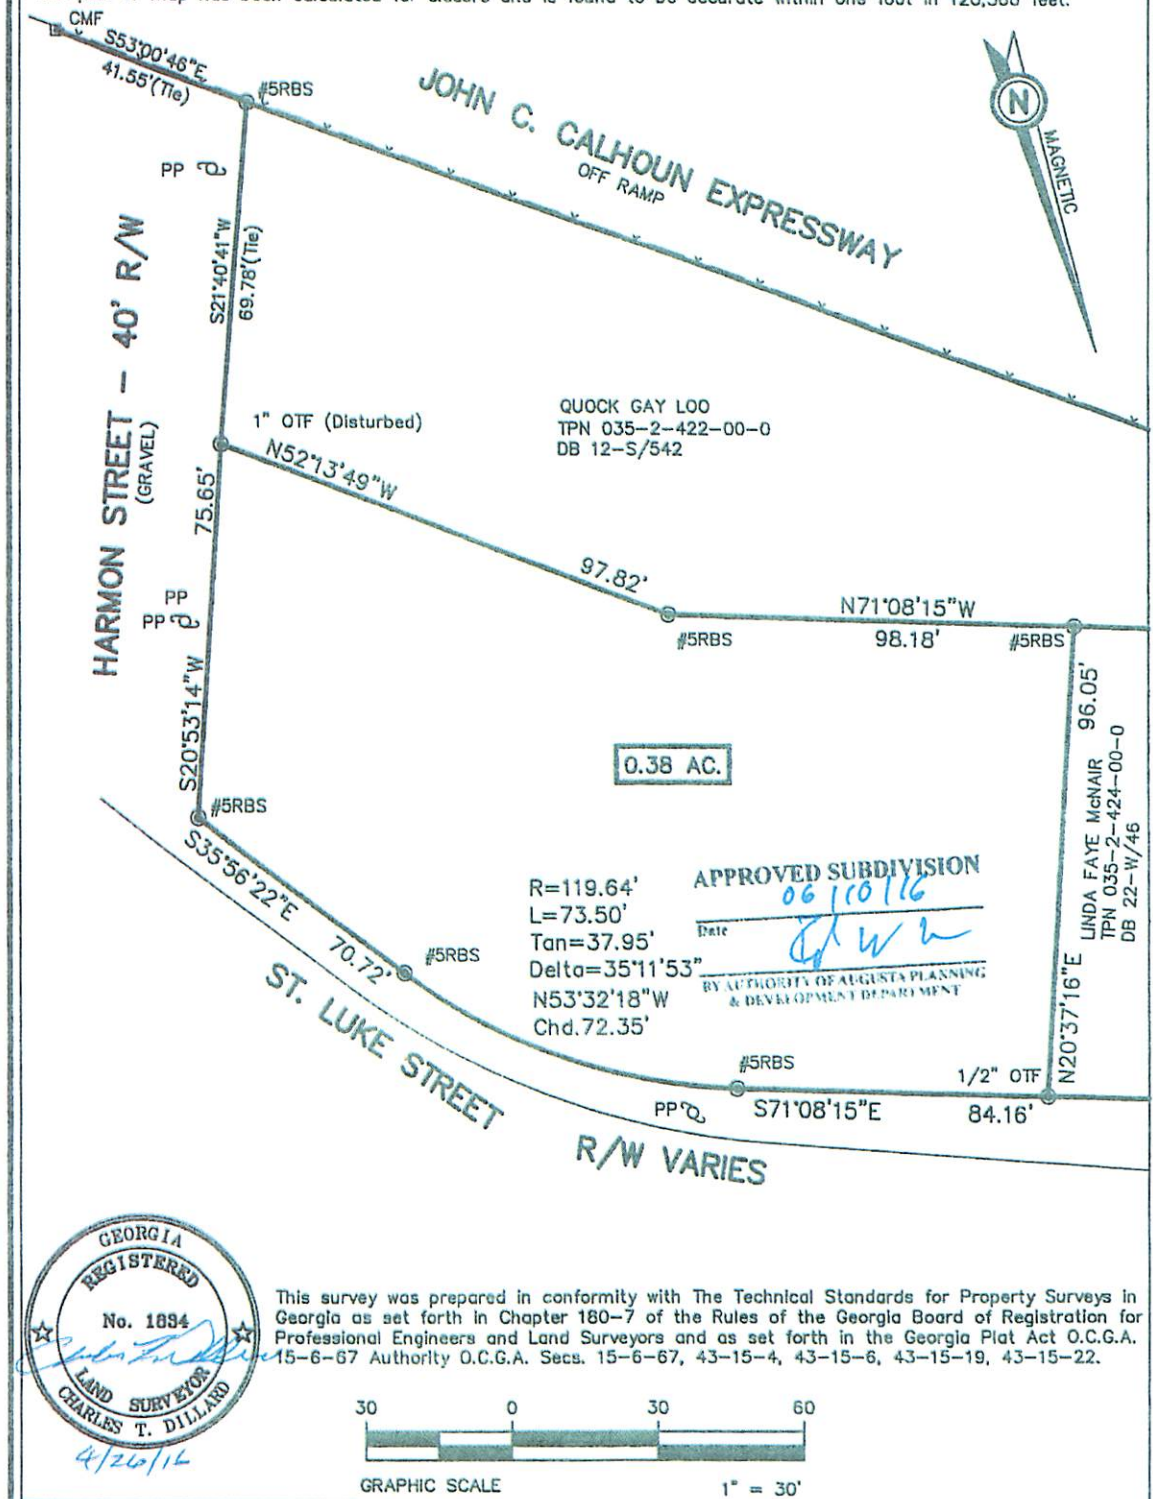 CMF
S53°00'46"E
41.55'(Tie)
#5RBS
JOHN C. CALHOUN EXPRESSWAY
OFF RAMP
N
MAGNETIC
PP
S21°40'41"W
69.78'(Tie)
HARMON STREET - 40' R/W
(GRAVEL)
1" OTF (Disturbed)
QUOCK GAY LOO
TPN 035-2-422-00-0
DB 12-S/542
N52°13'49"W
97.82'
75.65'
S20°53'14"W
PP
PP
#5RBS
N71°08'15"W
98.18'
#5RBS
0.38 AC.
96.05'
N20°37'16"E
LINDA FAYE McNAIR
TPN 035-2-424-00-0
DB 22-W/46
#5RBS
S35°56'22"E
70.72'
#5RBS
R=119.64'
L=73.50'
Tan=37.95'
Delta=35°11'53"
N53°32'18"W
Chd.72.35'
APPROVED SUBDIVISION
06/10/16
Date
BY AUTHORITY OF AUGUSTA PLANNING
& DEVELOPMENT DEPARTMENT
ST. LUKE STREET
R/W VARIES
#5RBS
PP
S71°08'15"E
84.16'
1/2" OTF
GEORGIA
REGISTERED
No. 1834
LAND SURVEYOR
CHARLES T. DILLARD
4/26/16
This survey was prepared in conformity with The Technical Standards for Property Surveys in
Georgia as set forth in Chapter 180-7 of the Rules of the Georgia Board of Registration for
Professional Engineers and Land Surveyors and as set forth in the Georgia Plat Act O.C.G.A.
15-6-67 Authority O.C.G.A. Secs. 15-6-67, 43-15-4, 43-15-6, 43-15-19, 43-15-22.
30 0 30 60
GRAPHIC SCALE
1" = 30'